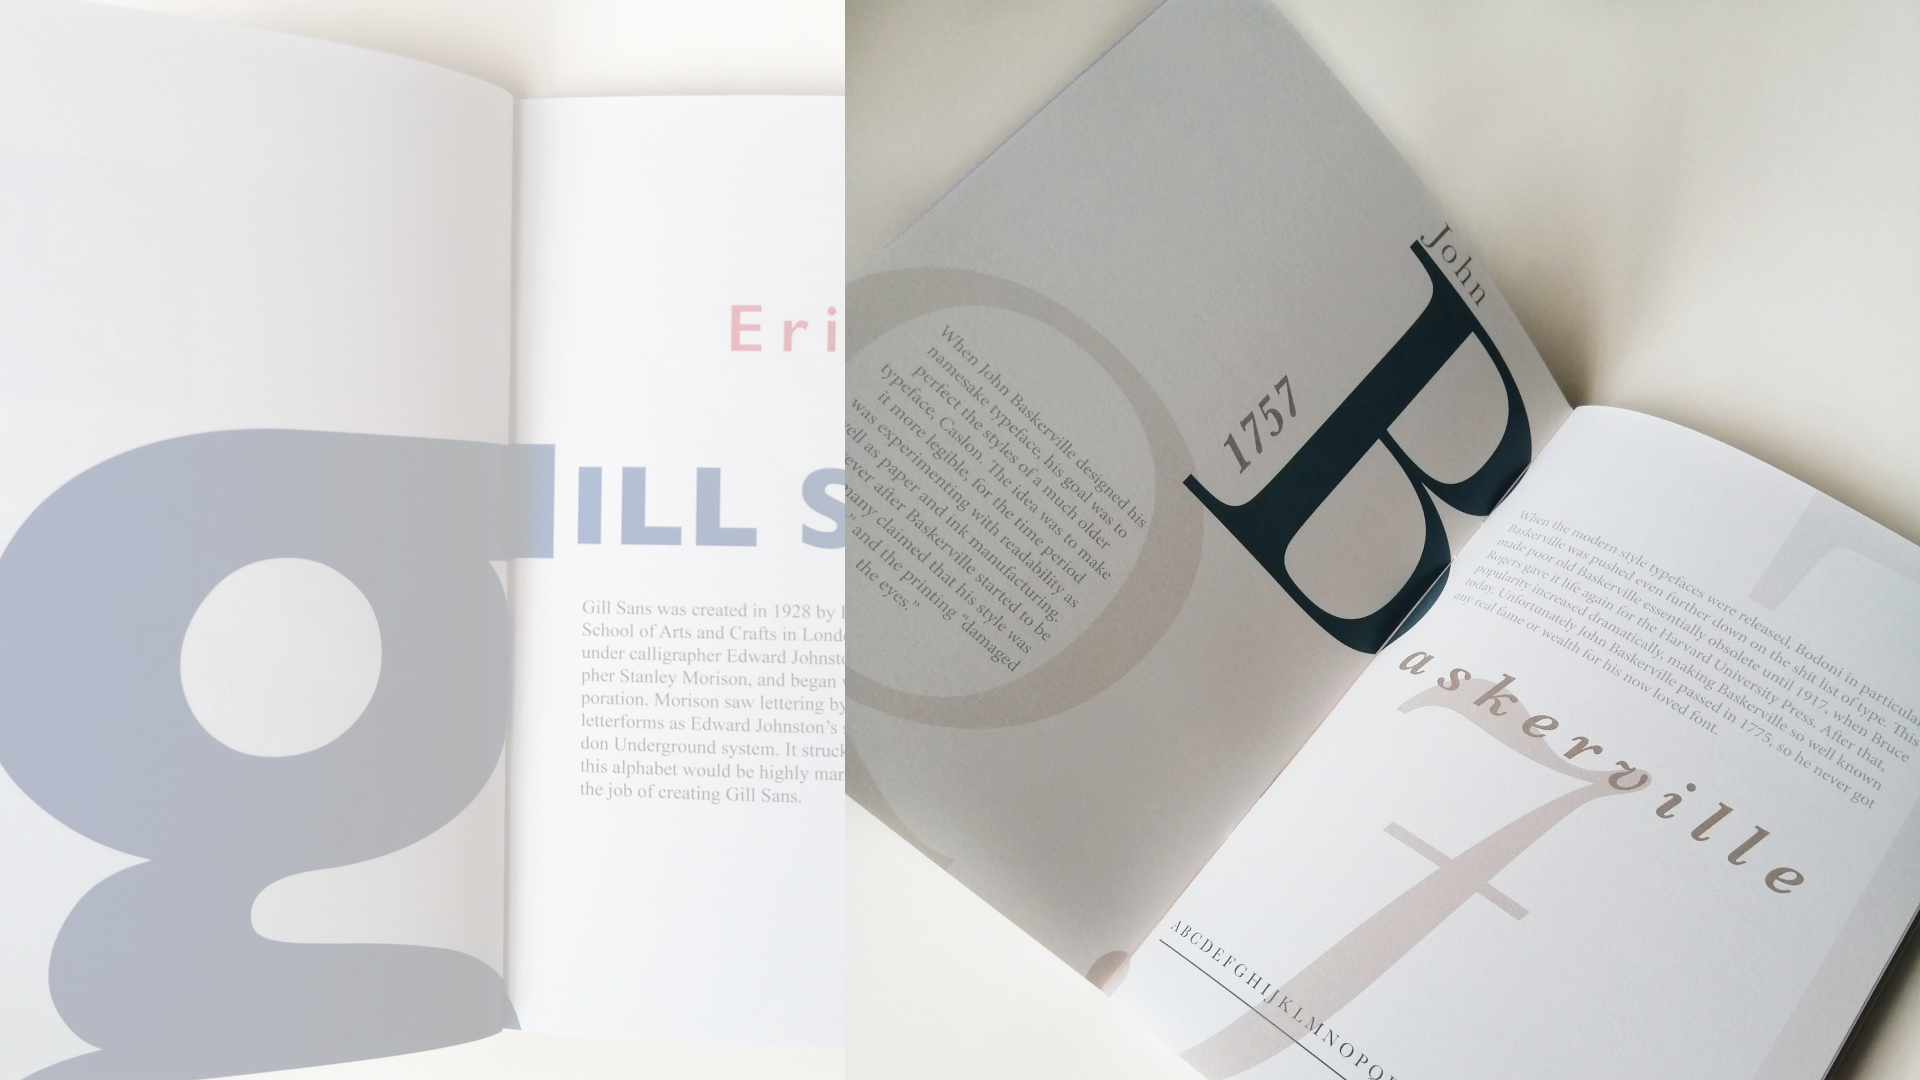 Eri
gILL S
Gill Sans was created in 1928 by
School of Arts and Crafts in Lond
under calligrapher Edward Johnst
pher Stanley Morison, and began
poration. Morison saw lettering by
letterforms as Edward Johnston's
don Underground system. It struck
this alphabet would be highly mar
the job of creating Gill Sans.
John
B
1757
When John Baskerville designed his
namesake typeface, his goal was to
perfect the styles of a much older
typeface, Caslon. The idea was to make
it more legible, for the time period
was experimenting with readability as
well as paper and ink manufacturing.
ever after Baskerville started to be
many claimed that his style was
" and the printing "damaged
the eyes."
When the modern style typefaces were released, Bodoni in particular
Baskerville was pushed even further down on the shit list of type. This
made poor old Baskerville essentially obsolete until 1917, when Bruce
Rogers gave it life again for the Harvard University Press. After that,
popularity increased dramatically, making Baskerville so well known
today. Unfortunately John Baskerville passed in 1775, so he never got
any real fame or wealth for his now loved font.
askerville
f
ABCDEFGHIJKLMNOPQ